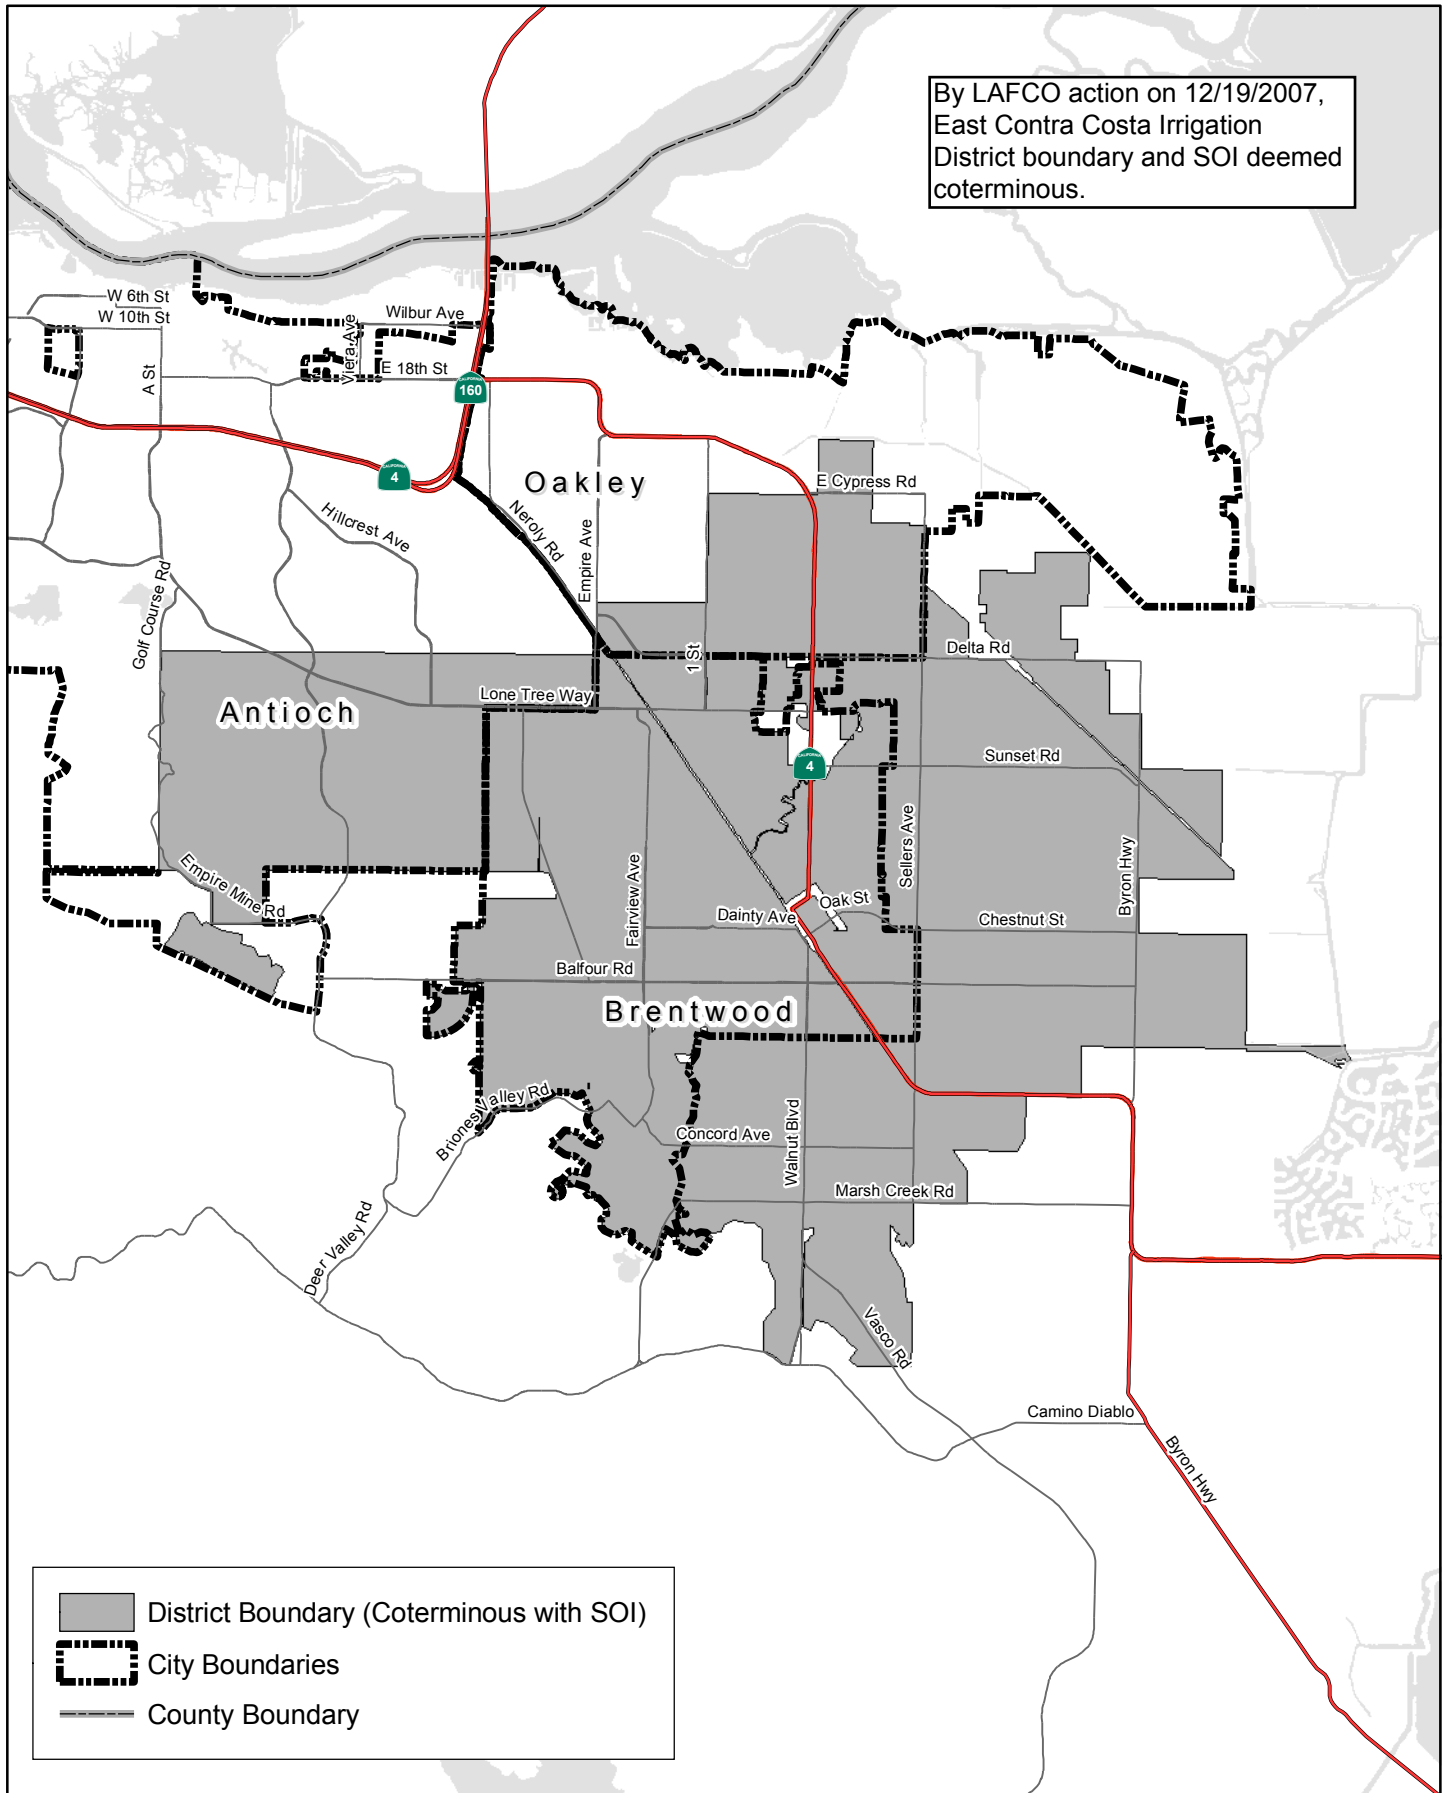 By LAFCO action on 12/19/2007,
East Contra Costa Irrigation
District boundary and SOI deemed
coterminous.
W 6th St
W 10th St
Wilbur Ave
Viera Ave
E 18th St
A St
CALIFORNIA
160
CALIFORNIA
4
Oakley
E Cypress Rd
Neroly Rd
Hillcrest Ave
Empire Ave
Golf Course Rd
1 St
Delta Rd
Lone Tree Way
Antioch
CALIFORNIA
4
Sunset Rd
Sellers Ave
Byron Hwy
Empire Mine Rd
Fairview Ave
Dainty Ave
Oak St
Chestnut St
Balfour Rd
Brentwood
Briones Valley Rd
Concord Ave
Walnut Blvd
Marsh Creek Rd
Deer Valley Rd
Vasco Rd
Camino Diablo
Byron Hwy
District Boundary (Coterminous with SOI)
City Boundaries
County Boundary